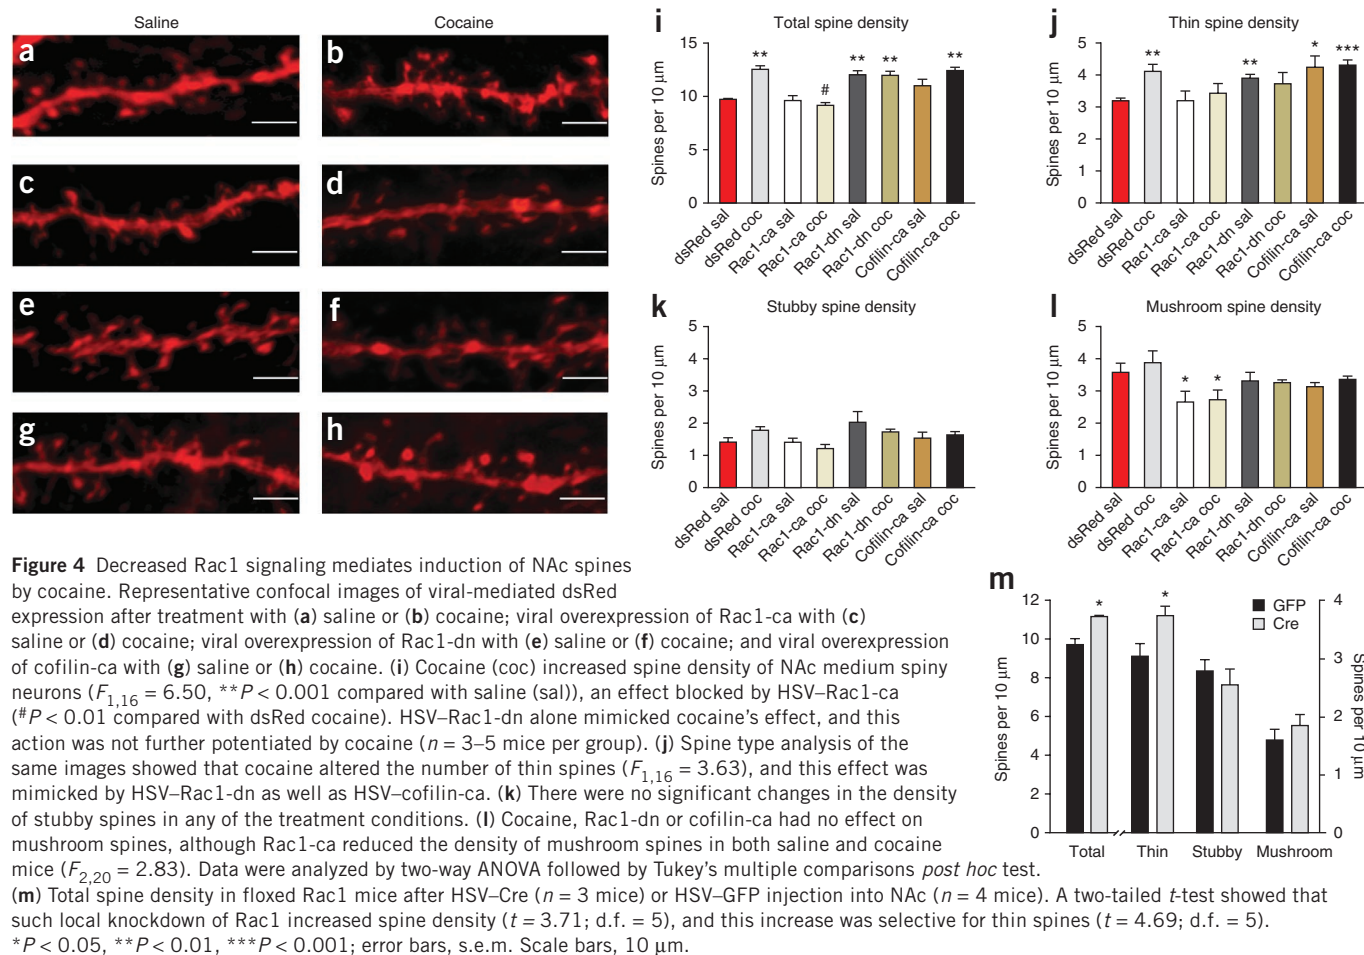 Saline
Cocaine
a
b
c
d
e
f
g
h
i
Total spine density
**
#
**
**
**
15
10
5
0
Spines per 10 µm
dsRed sal
dsRed coc
Rac1-ca sal
Rac1-ca coc
Rac1-dn sal
Rac1-dn coc
Cofilin-ca sal
Cofilin-ca coc
j
Thin spine density
**
**
*
***
5
4
3
2
1
0
Spines per 10 µm
dsRed sal
dsRed coc
Rac1-ca sal
Rac1-ca coc
Rac1-dn sal
Rac1-dn coc
Cofilin-ca sal
Cofilin-ca coc
k
Stubby spine density
5
4
3
2
1
0
Spines per 10 µm
dsRed sal
dsRed coc
Rac1-ca sal
Rac1-ca coc
Rac1-dn sal
Rac1-dn coc
Cofilin-ca sal
Cofilin-ca coc
l
Mushroom spine density
*
*
5
4
3
2
1
0
Spines per 10 µm
dsRed sal
dsRed coc
Rac1-ca sal
Rac1-ca coc
Rac1-dn sal
Rac1-dn coc
Cofilin-ca sal
Cofilin-ca coc
m
*
*
GFP
Cre
12
10
8
6
4
2
0
Spines per 10 µm
4
3
2
1
0
Spines per 10 µm
Total
Thin
Stubby
Mushroom
Figure 4 Decreased Rac1 signaling mediates induction of NAc spines
by cocaine. Representative confocal images of viral-mediated dsRed
expression after treatment with (a) saline or (b) cocaine; viral overexpression of Rac1-ca with (c)
saline or (d) cocaine; viral overexpression of Rac1-dn with (e) saline or (f) cocaine; and viral overexpression
of cofilin-ca with (g) saline or (h) cocaine. (i) Cocaine (coc) increased spine density of NAc medium spiny
neurons (F1,16 = 6.50, **P < 0.001 compared with saline (sal)), an effect blocked by HSV–Rac1-ca
(#P < 0.01 compared with dsRed cocaine). HSV–Rac1-dn alone mimicked cocaine's effect, and this
action was not further potentiated by cocaine (n = 3–5 mice per group). (j) Spine type analysis of the
same images showed that cocaine altered the number of thin spines (F1,16 = 3.63), and this effect was
mimicked by HSV–Rac1-dn as well as HSV–cofilin-ca. (k) There were no significant changes in the density
of stubby spines in any of the treatment conditions. (l) Cocaine, Rac1-dn or cofilin-ca had no effect on
mushroom spines, although Rac1-ca reduced the density of mushroom spines in both saline and cocaine
mice (F2,20 = 2.83). Data were analyzed by two-way ANOVA followed by Tukey's multiple comparisons post hoc test.
(m) Total spine density in floxed Rac1 mice after HSV–Cre (n = 3 mice) or HSV–GFP injection into NAc (n = 4 mice). A two-tailed t-test showed that
such local knockdown of Rac1 increased spine density (t = 3.71; d.f. = 5), and this increase was selective for thin spines (t = 4.69; d.f. = 5).
*P < 0.05, **P < 0.01, ***P < 0.001; error bars, s.e.m. Scale bars, 10 µm.